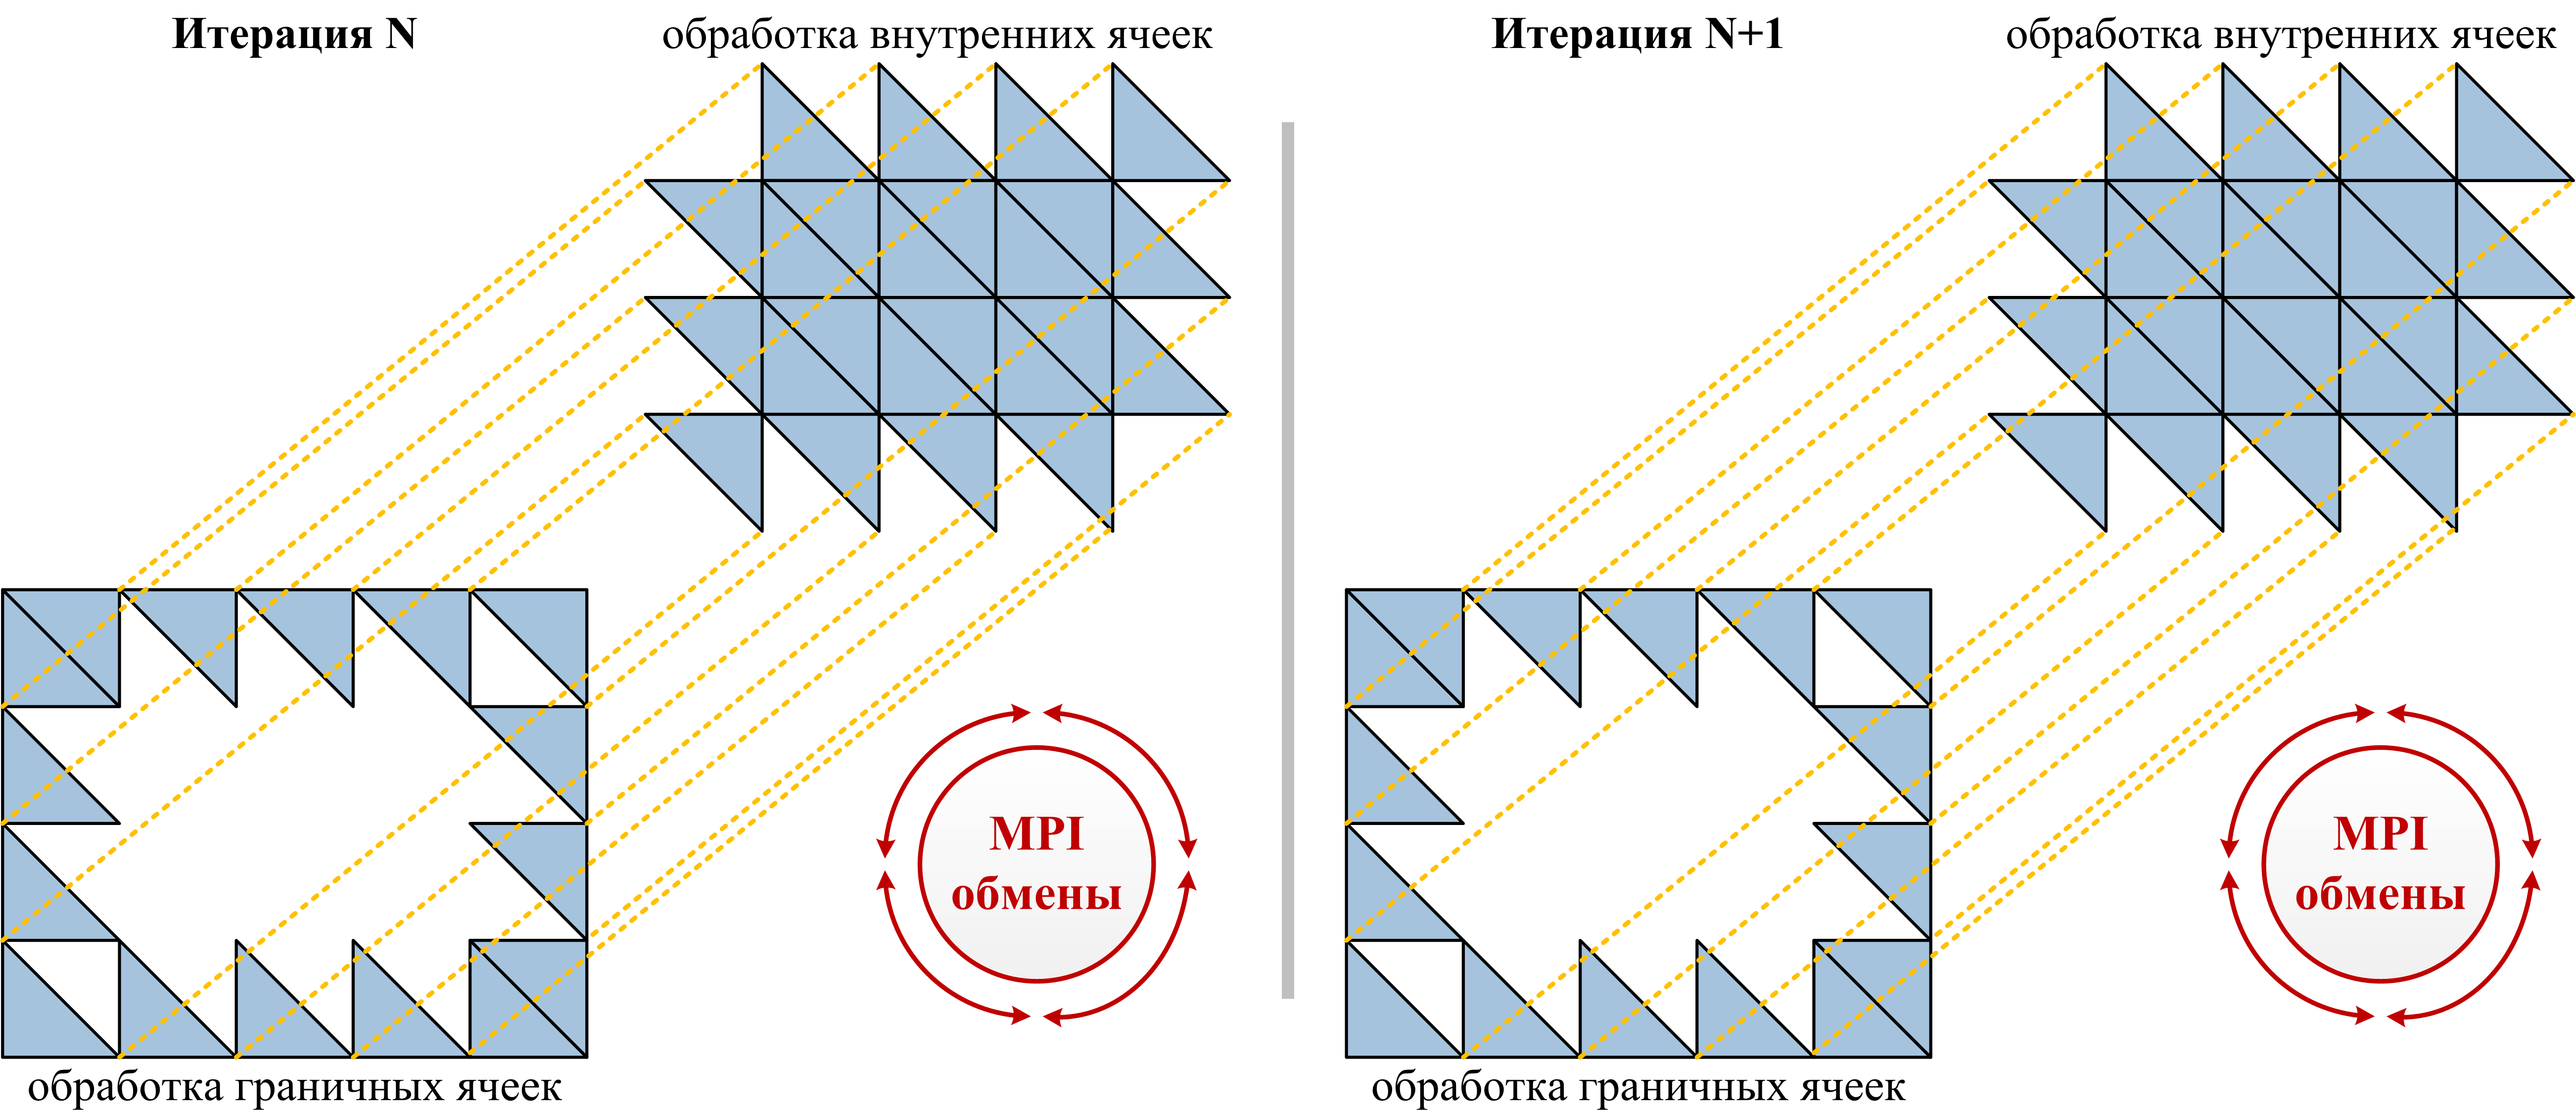 Итерация N
обработка внутренних ячеек
MPI
обмены
обработка граничных ячеек
Итерация N+1
обработка внутренних ячеек
MPI
обмены
обработка граничных ячеек